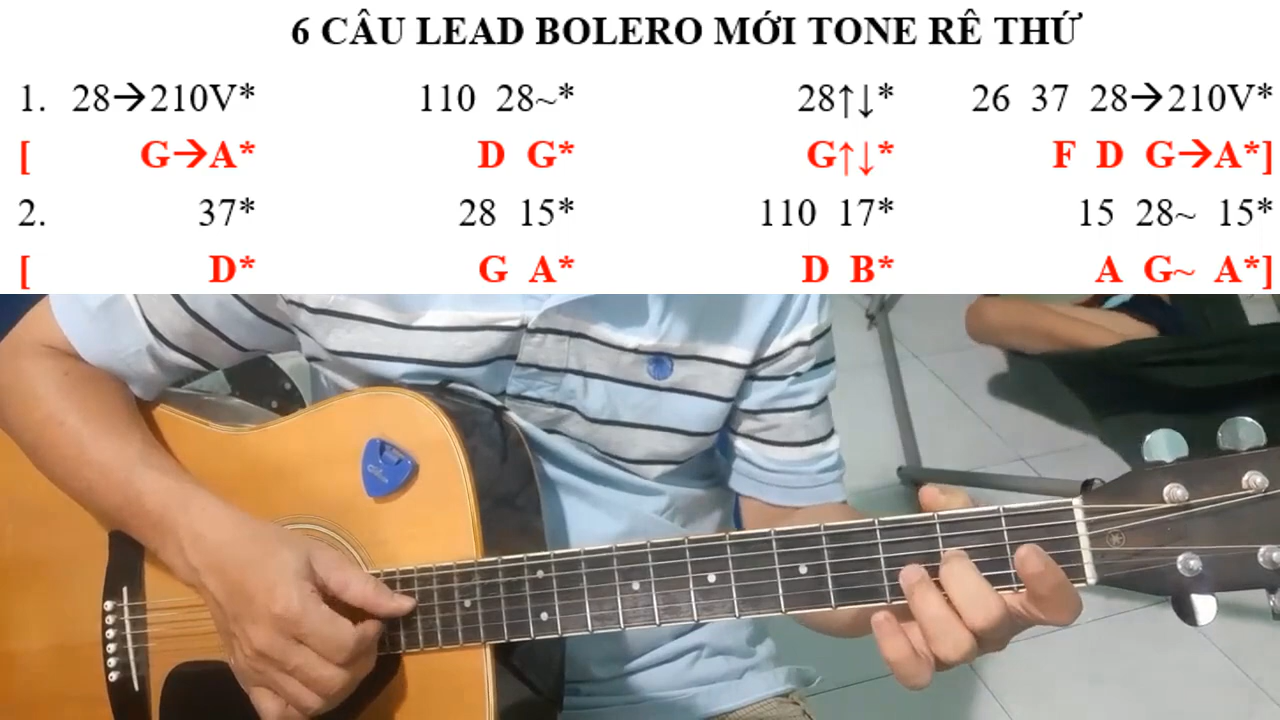 6 CÂU LEAD BOLERO MỚI TONE RÊ THỨ
1. 28→210V* 110 28~* 28↑↓* 26 37 28→210V*
[ G→A* D G* G↑↓* F D G→A*]
2. 37* 28 15* 110 17* 15 28~ 15*
[ D* G A* D B* A G~ A*]